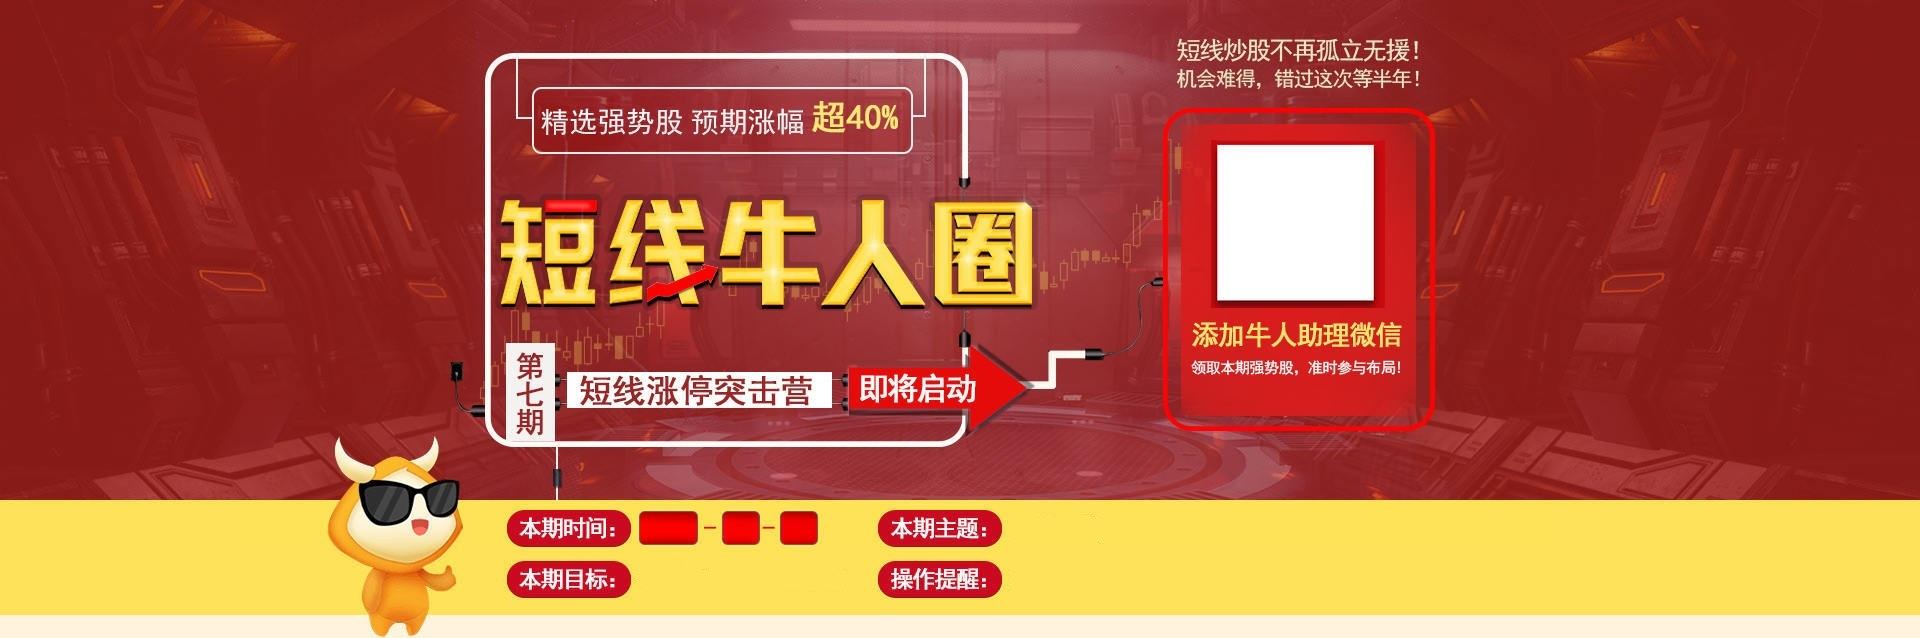 精选强势股 预期涨幅 超40%
短线牛人圈
第七期
短线涨停突击营
即将启动
短线炒股不再孤立无援！
机会难得，错过这次等半年！
添加牛人助理微信
领取本期强势股，准时参与布局！
本期时间：
本期主题：
本期目标：
操作提醒：